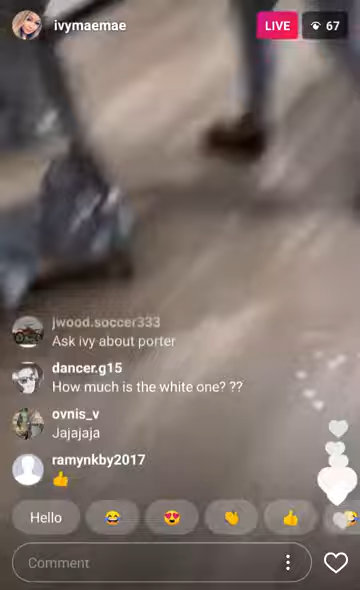 ivymaemae
LIVE
67
jwood.soccer333
Ask ivy about porter
dancer.g15
How much is the white one? ??
ovnis_v
Jajajaja
ramynkby2017
👍
Hello
😂
😍
👏
👍
Comment